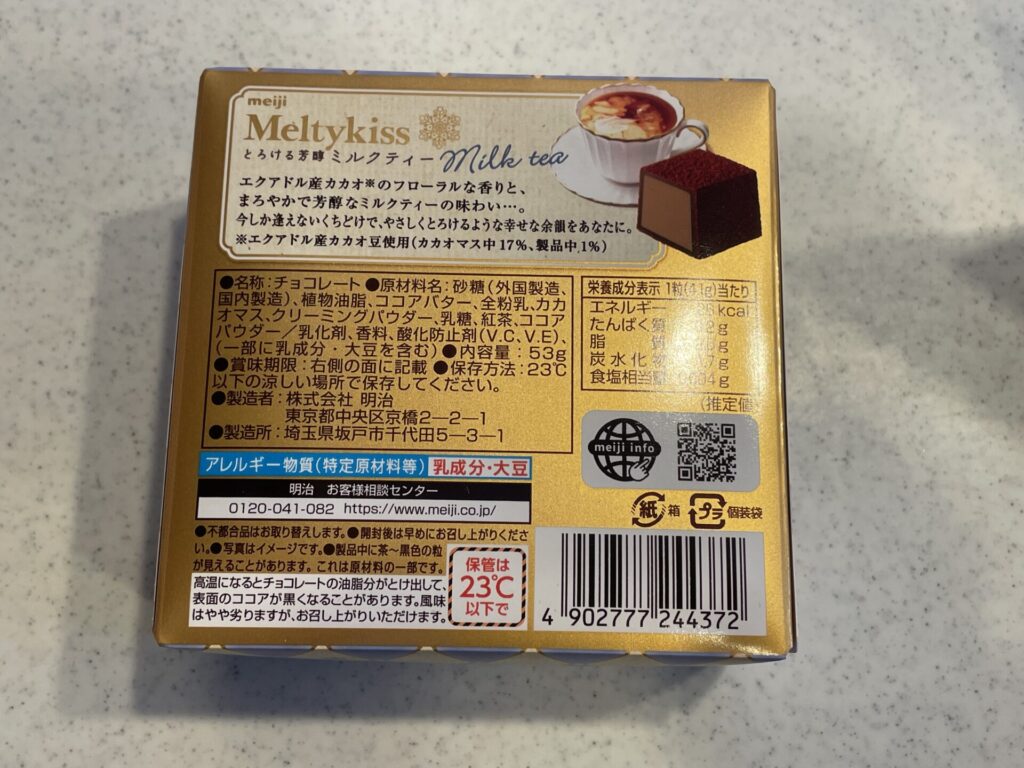 meiji
Meltykiss
とろける芳醇 ミルクティー Milk tea
エクアドル産カカオ※のフローラルな香りと、
まろやかで芳醇なミルクティーの味わい…。
今しか逢えないくちどけで、やさしくとろけるような幸せな余韻をあなたに。
※エクアドル産カカオ豆使用(カカオマス中17%、製品中1%)
●名称:チョコレート ●原材料名:砂糖(外国製造、
国内製造)、植物油脂、ココアバター、全粉乳、カカ
オマス、クリーミングパウダー、乳糖、紅茶、ココア
パウダー/乳化剤、香料、酸化防止剤(V.C、V.E)、
(一部に乳成分・大豆を含む) ●内容量:53g
●賞味期限:右側の面に記載 ●保存方法:23℃
以下の涼しい場所で保存してください。
●製造者:株式会社 明治
東京都中央区京橋2―2―1
●製造所:埼玉県坂戸市千代田5―3―1
栄養成分表示 1粒(4.1g)当たり
エネルギー kcal
たんぱく質 g
脂質 g
炭水化物 g
食塩相当量 g
(推定値
meiji info
紙 箱 プラ 個装袋
アレルギー物質(特定原材料等) 乳成分・大豆
明治 お客様相談センター
0120-041-082 https://www.meiji.co.jp/
●不都合品はお取り替えします。●開封後は早めにお召し上がりくださ
い。●写真はイメージです。●製品中に茶~黒色の粒
が見えることがあります。これは原材料の一部です。
高温になるとチョコレートの油脂分がとけ出して、
表面のココアが黒くなることがあります。風味
はやや劣りますが、お召し上がりいただけます。
保管は
23℃
以下で
4 902777 244372